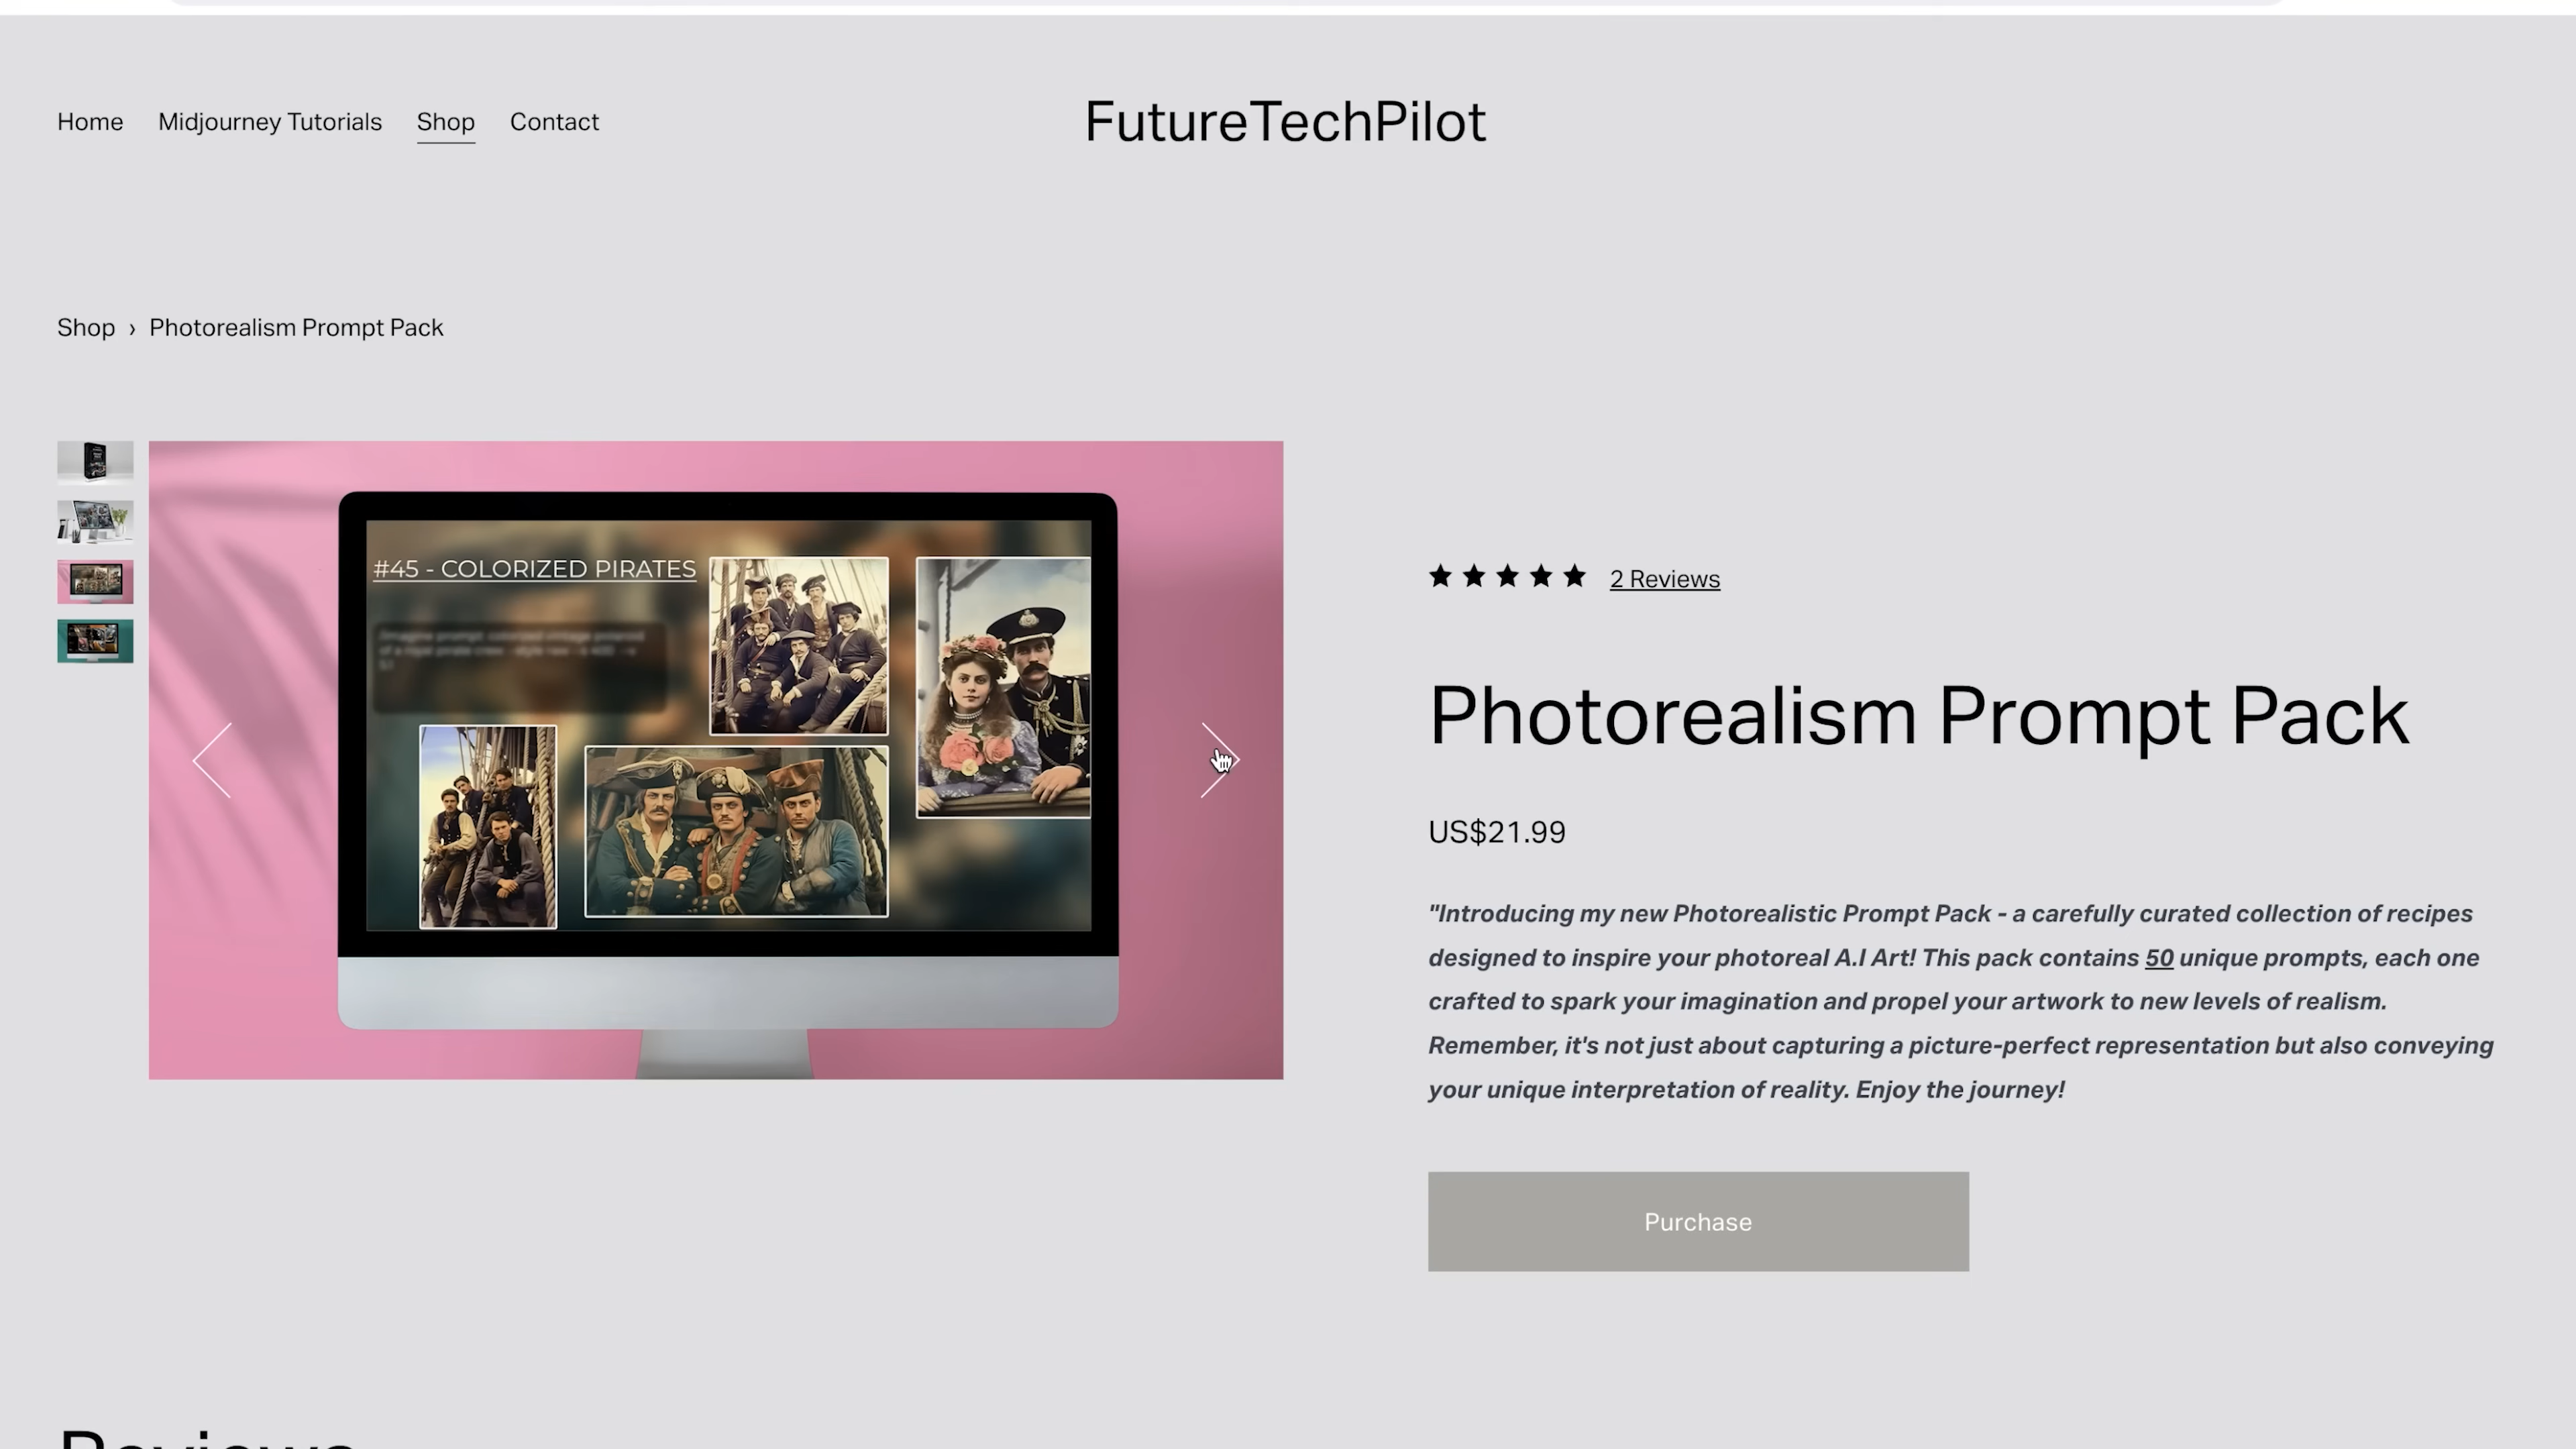 Home Midjourney Tutorials Shop Contact
FutureTechPilot
Shop › Photorealism Prompt Pack
#45 - COLORIZED PIRATES
2 Reviews
Photorealism Prompt Pack
US$21.99
"Introducing my new Photorealistic Prompt Pack - a carefully curated collection of recipes
designed to inspire your photoreal A.I Art! This pack contains 50 unique prompts, each one
crafted to spark your imagination and propel your artwork to new levels of realism.
Remember, it's not just about capturing a picture-perfect representation but also conveying
your unique interpretation of reality. Enjoy the journey!
Purchase
Reviews